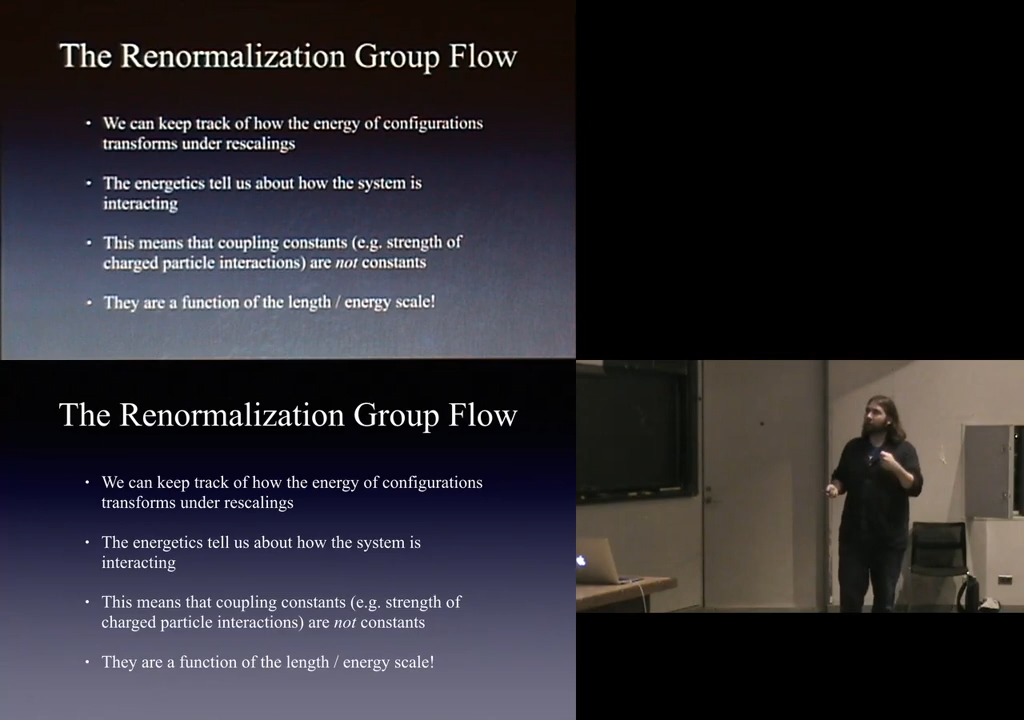 The Renormalization Group Flow
• We can keep track of how the energy of configurations
transforms under rescalings
• The energetics tell us about how the system is
interacting
• This means that coupling constants (e.g. strength of
charged particle interactions) are not constants
• They are a function of the length / energy scale!
The Renormalization Group Flow
• We can keep track of how the energy of configurations
transforms under rescalings
• The energetics tell us about how the system is
interacting
• This means that coupling constants (e.g. strength of
charged particle interactions) are not constants
• They are a function of the length / energy scale!